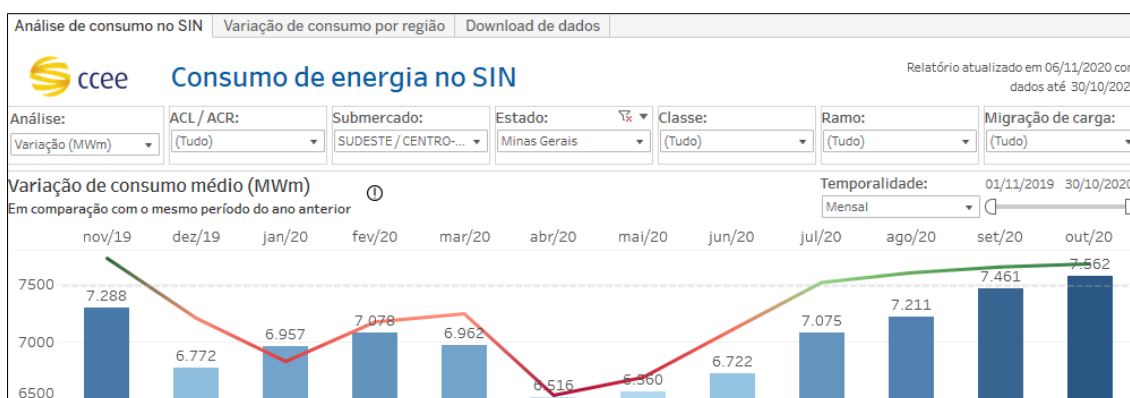 Análise de consumo no SIN Variação de consumo por região Download de dados
ccee Consumo de energia no SIN
Relatório atualizado em 06/11/2020 com
dados até 30/10/202
Análise: ACL / ACR: Submercado: Estado: Classe: Ramo: Migração de carga:
Variação (MWm) (Tudo) SUDESTE / CENTRO-... Minas Gerais (Tudo) (Tudo) (Tudo)
Variação de consumo médio (MWm) Temporalidade: 01/11/2019 30/10/2020
Em comparação com o mesmo período do ano anterior Mensal
nov/19 dez/19 jan/20 fev/20 mar/20 abr/20 mai/20 jun/20 jul/20 ago/20 set/20 out/20
7500
7000
6500
7.288 6.772 6.957 7.078 6.962 6.516 6.560 6.722 7.075 7.211 7.461 7.562